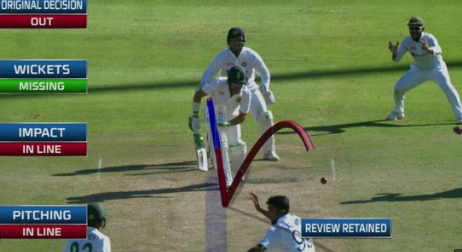 ORIGINAL DECISION
OUT
WICKETS
MISSING
IMPACT
IN LINE
PITCHING
IN LINE
REVIEW RETAINED